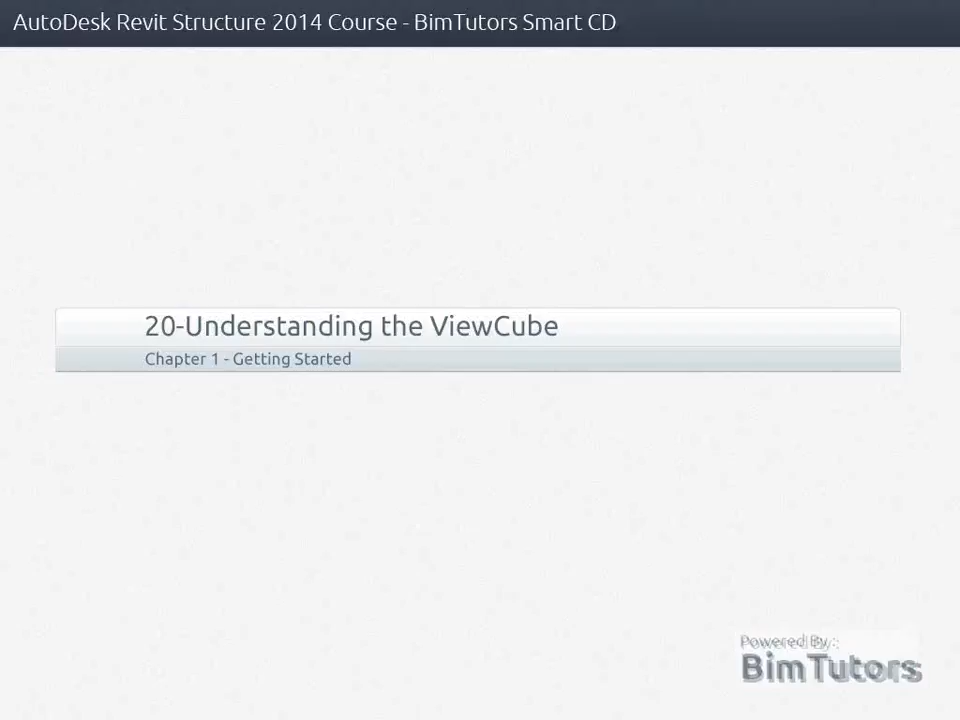 AutoDesk Revit Structure 2014 Course - BimTutors Smart CD
20-Understanding the ViewCube
Chapter 1 - Getting Started
Powered By :
BimTutors